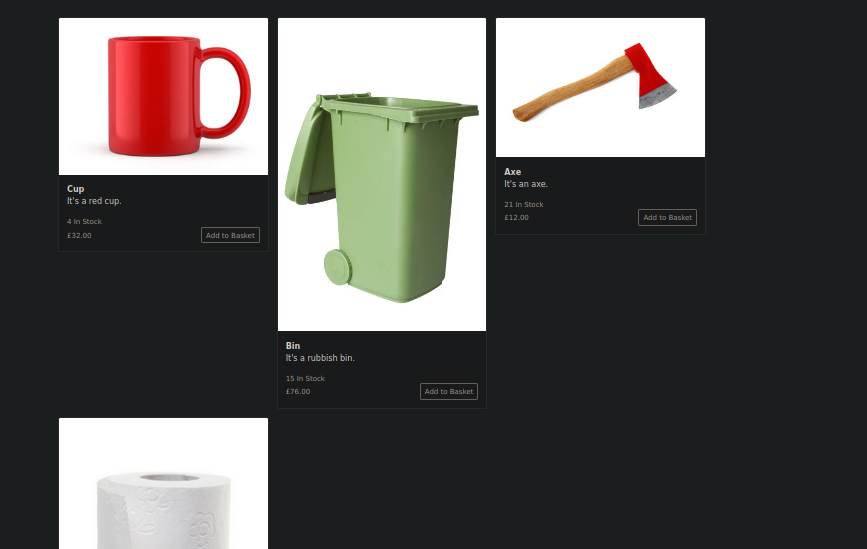 Cup
It's a red cup.
4 In Stock
£32.00
Add to Basket
Bin
It's a rubbish bin.
15 In Stock
£76.00
Add to Basket
Axe
It's an axe.
21 In Stock
£12.00
Add to Basket